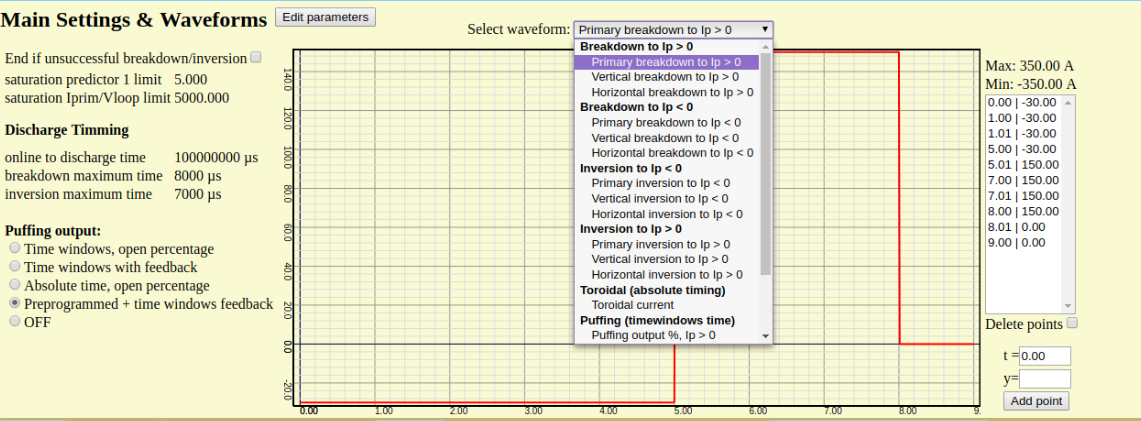 Main Settings & Waveforms
Edit parameters
Select waveform: Primary breakdown to Ip > 0
End if unsuccessful breakdown/inversion
saturation predictor 1 limit 5.000
saturation Iprim/Vloop limit 5000.000
Discharge Timming
online to discharge time 100000000 µs
breakdown maximum time 8000 µs
inversion maximum time 7000 µs
Puffing output:
Time windows, open percentage
Time windows with feedback
Absolute time, open percentage
Preprogrammed + time windows feedback
OFF
Breakdown to Ip > 0
Primary breakdown to Ip > 0
Vertical breakdown to Ip > 0
Horizontal breakdown to Ip > 0
Breakdown to Ip < 0
Primary breakdown to Ip < 0
Vertical breakdown to Ip < 0
Horizontal breakdown to Ip < 0
Inversion to Ip < 0
Primary inversion to Ip < 0
Vertical inversion to Ip < 0
Horizontal inversion to Ip < 0
Inversion to Ip > 0
Primary inversion to Ip > 0
Vertical inversion to Ip > 0
Horizontal inversion to Ip > 0
Toroidal (absolute timing)
Toroidal current
Puffing (timewindows time)
Puffing output %, Ip > 0
140.0
120.0
100.0
80.0
60.0
40.0
20.0
0.0
-20.0
0.00 1.00 2.00 3.00 4.00 5.00 6.00 7.00 8.00 9.
Max: 350.00 A
Min: -350.00 A
0.00 | -30.00
1.00 | -30.00
1.01 | -30.00
5.00 | -30.00
5.01 | 150.00
7.00 | 150.00
7.01 | 150.00
8.00 | 150.00
8.01 | 0.00
9.00 | 0.00
Delete points
t = 0.00
y=
Add point